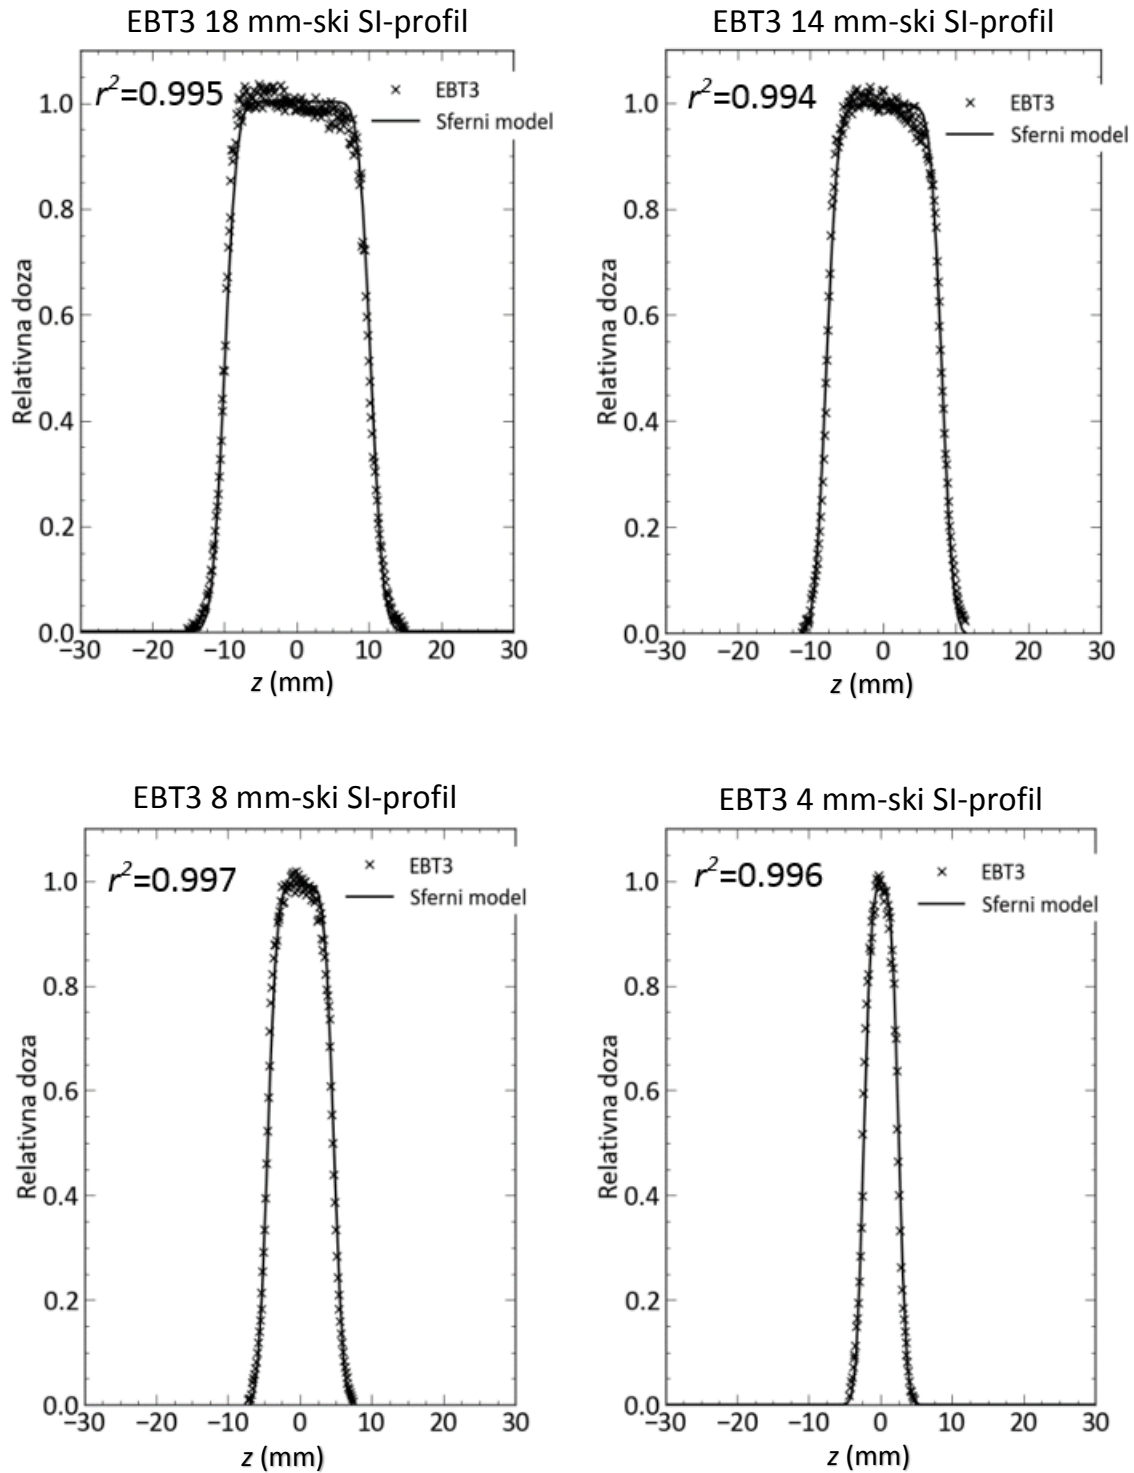 EBT3 18 mm-ski SI-profil
r²=0.995
EBT3
Sferni model
Relativna doza
1.0
0.8
0.6
0.4
0.2
0.0
−30 −20 −10 0 10 20 30
z (mm)
EBT3 14 mm-ski SI-profil
r²=0.994
EBT3
Sferni model
Relativna doza
1.0
0.8
0.6
0.4
0.2
0.0
−30 −20 −10 0 10 20 30
z (mm)
EBT3 8 mm-ski SI-profil
r²=0.997
EBT3
Sferni model
Relativna doza
1.0
0.8
0.6
0.4
0.2
0.0
−30 −20 −10 0 10 20 30
z (mm)
EBT3 4 mm-ski SI-profil
r²=0.996
EBT3
Sferni model
Relativna doza
1.0
0.8
0.6
0.4
0.2
0.0
−30 −20 −10 0 10 20 30
z (mm)